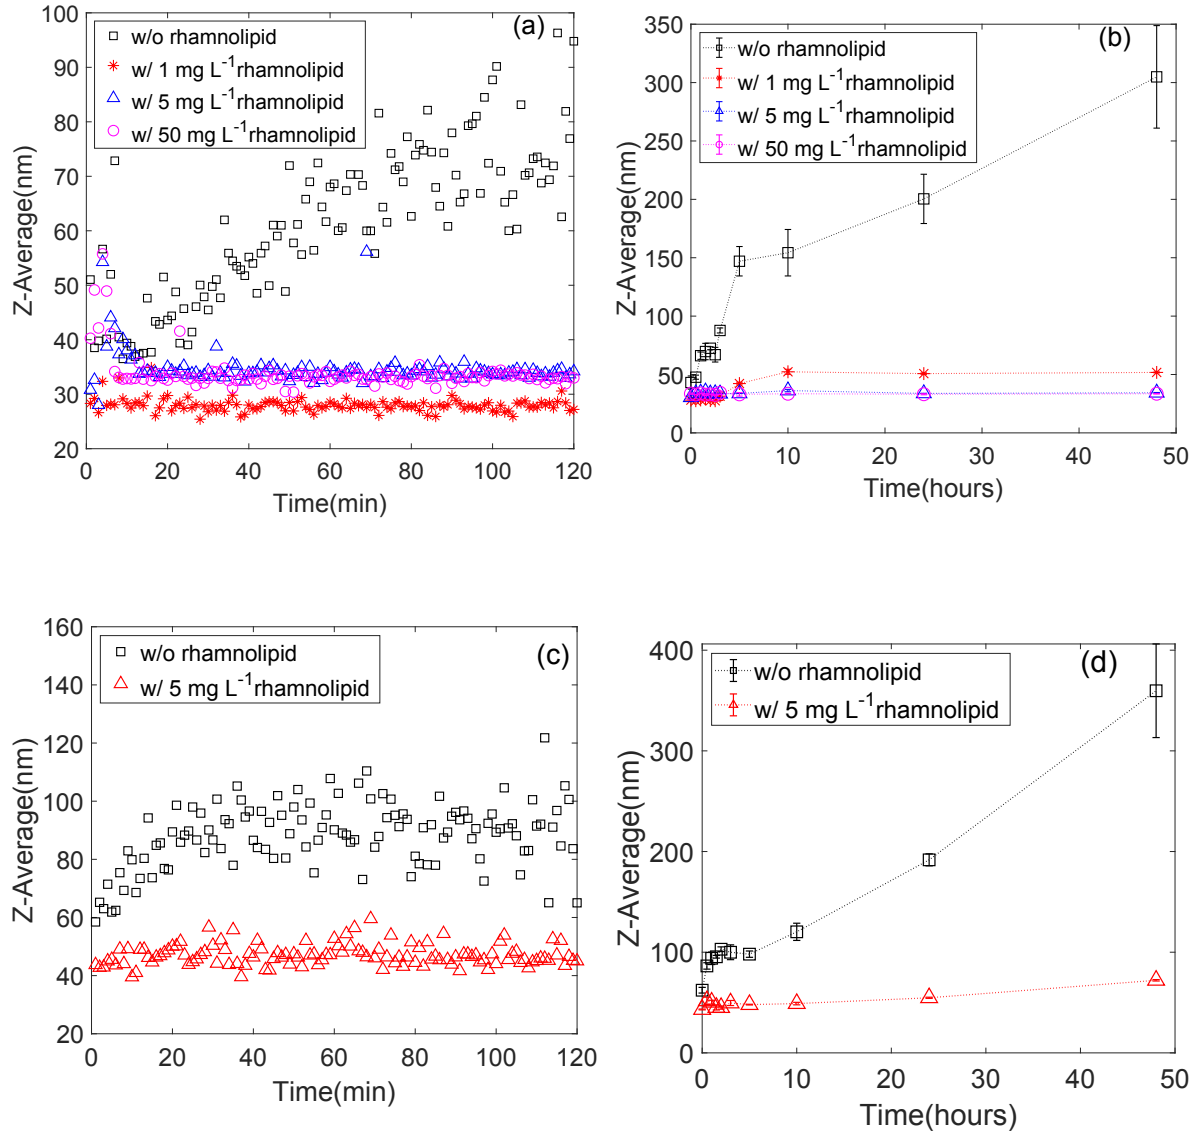 (a)
w/o rhamnolipid
w/ 1 mg L⁻¹rhamnolipid
w/ 5 mg L⁻¹rhamnolipid
w/ 50 mg L⁻¹rhamnolipid
100
90
80
70
60
50
40
30
20
Z-Average(nm)
0 20 40 60 80 100 120
Time(min)
(b)
w/o rhamnolipid
w/ 1 mg L⁻¹rhamnolipid
w/ 5 mg L⁻¹rhamnolipid
w/ 50 mg L⁻¹rhamnolipid
350
300
250
200
150
100
50
0
Z-Average(nm)
0 10 20 30 40 50
Time(hours)
(c)
w/o rhamnolipid
w/ 5 mg L⁻¹rhamnolipid
160
140
120
100
80
60
40
20
Z-Average(nm)
0 20 40 60 80 100 120
Time(min)
(d)
w/o rhamnolipid
w/ 5 mg L⁻¹rhamnolipid
400
300
200
100
0
Z-Average(nm)
0 10 20 30 40 50
Time(hours)